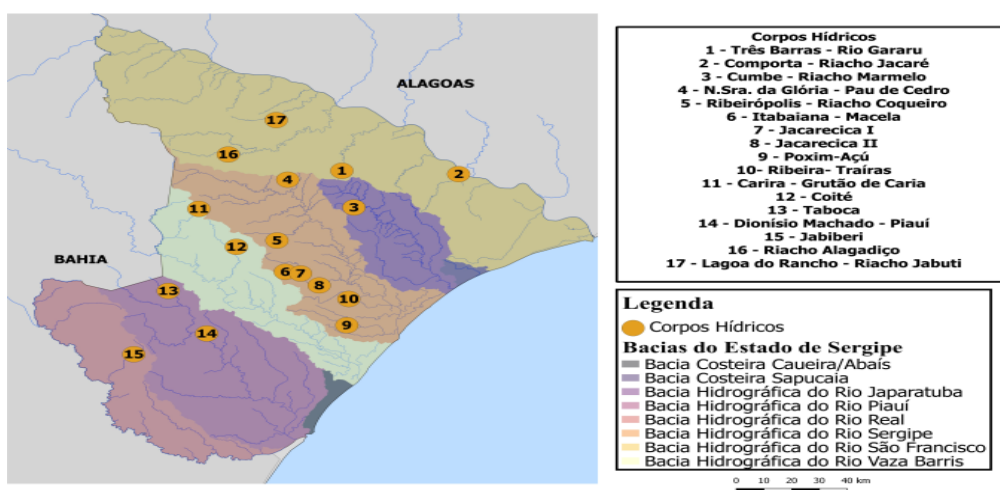 ALAGOAS
BAHIA
17
16
1
2
4
3
11
5
12
6
7
8
13
10
9
14
15
Corpos Hídricos
1 - Três Barras - Rio Gararu
2 - Comporta - Riacho Jacaré
3 - Cumbe - Riacho Marmelo
4 - N.Sra. da Glória - Pau de Cedro
5 - Ribeirópolis - Riacho Coqueiro
6 - Itabaiana - Macela
7 - Jacarecica I
8 - Jacarecica II
9 - Poxim-Açú
10- Ribeira- Traíras
11 - Carira - Grutão de Caria
12 - Coité
13 - Taboca
14 - Dionísio Machado - Piauí
15 - Jabiberi
16 - Riacho Alagadiço
17 - Lagoa do Rancho - Riacho Jabuti
Legenda
Corpos Hídricos
Bacias do Estado de Sergipe
Bacia Costeira Caueira/Abaís
Bacia Costeira Sapucaia
Bacia Hidrográfica do Rio Japaratuba
Bacia Hidrográfica do Rio Piauí
Bacia Hidrográfica do Rio Real
Bacia Hidrográfica do Rio Sergipe
Bacia Hidrográfica do Rio São Francisco
Bacia Hidrográfica do Rio Vaza Barris
0 10 20 30 40 km